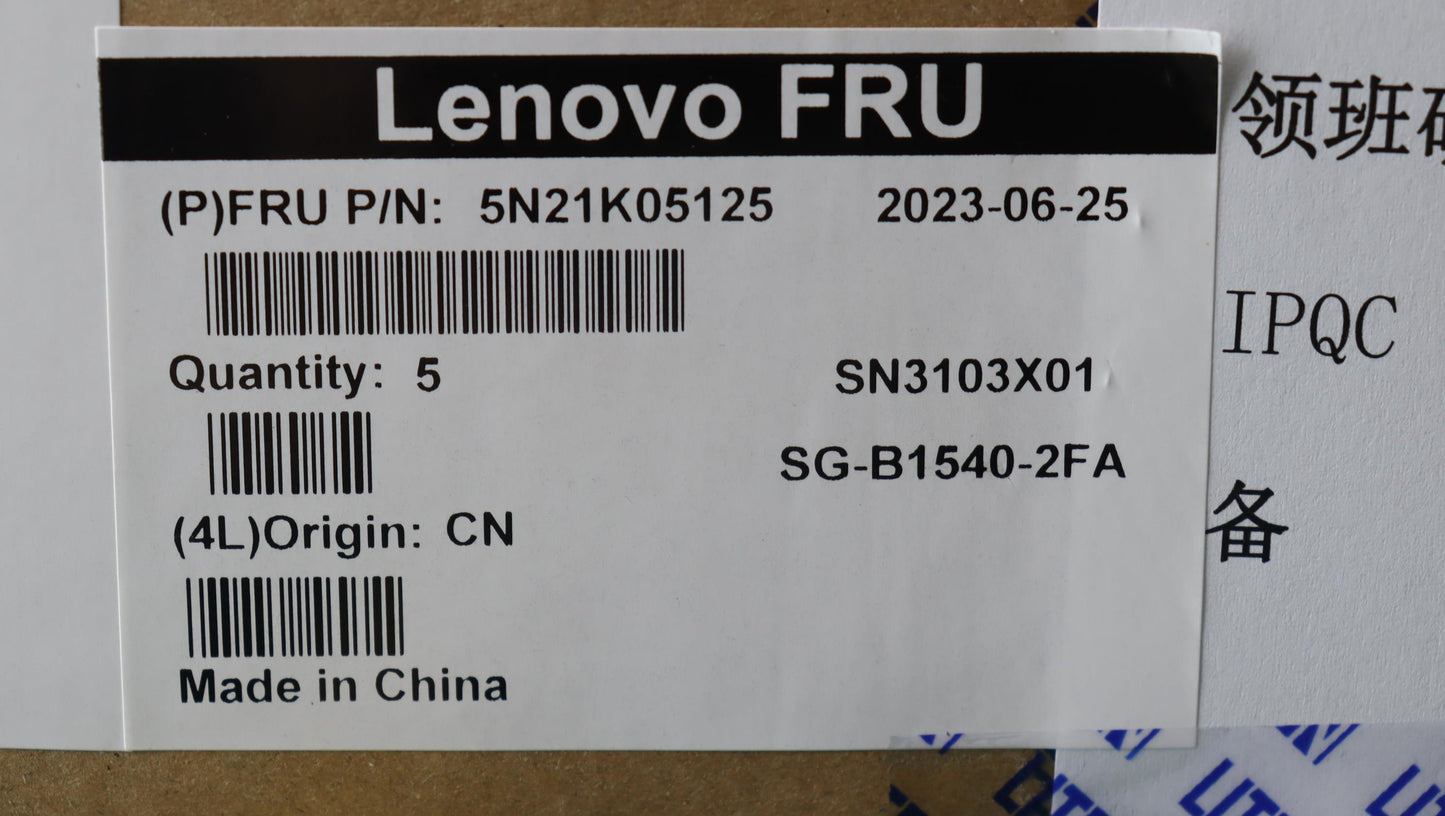 Lenovo FRU
(P)FRU P/N: 5N21K05125 2023-06-25
Quantity: 5 SN3103X01
SG-B1540-2FA
(4L)Origin: CN
Made in China
领班
IPQC
备